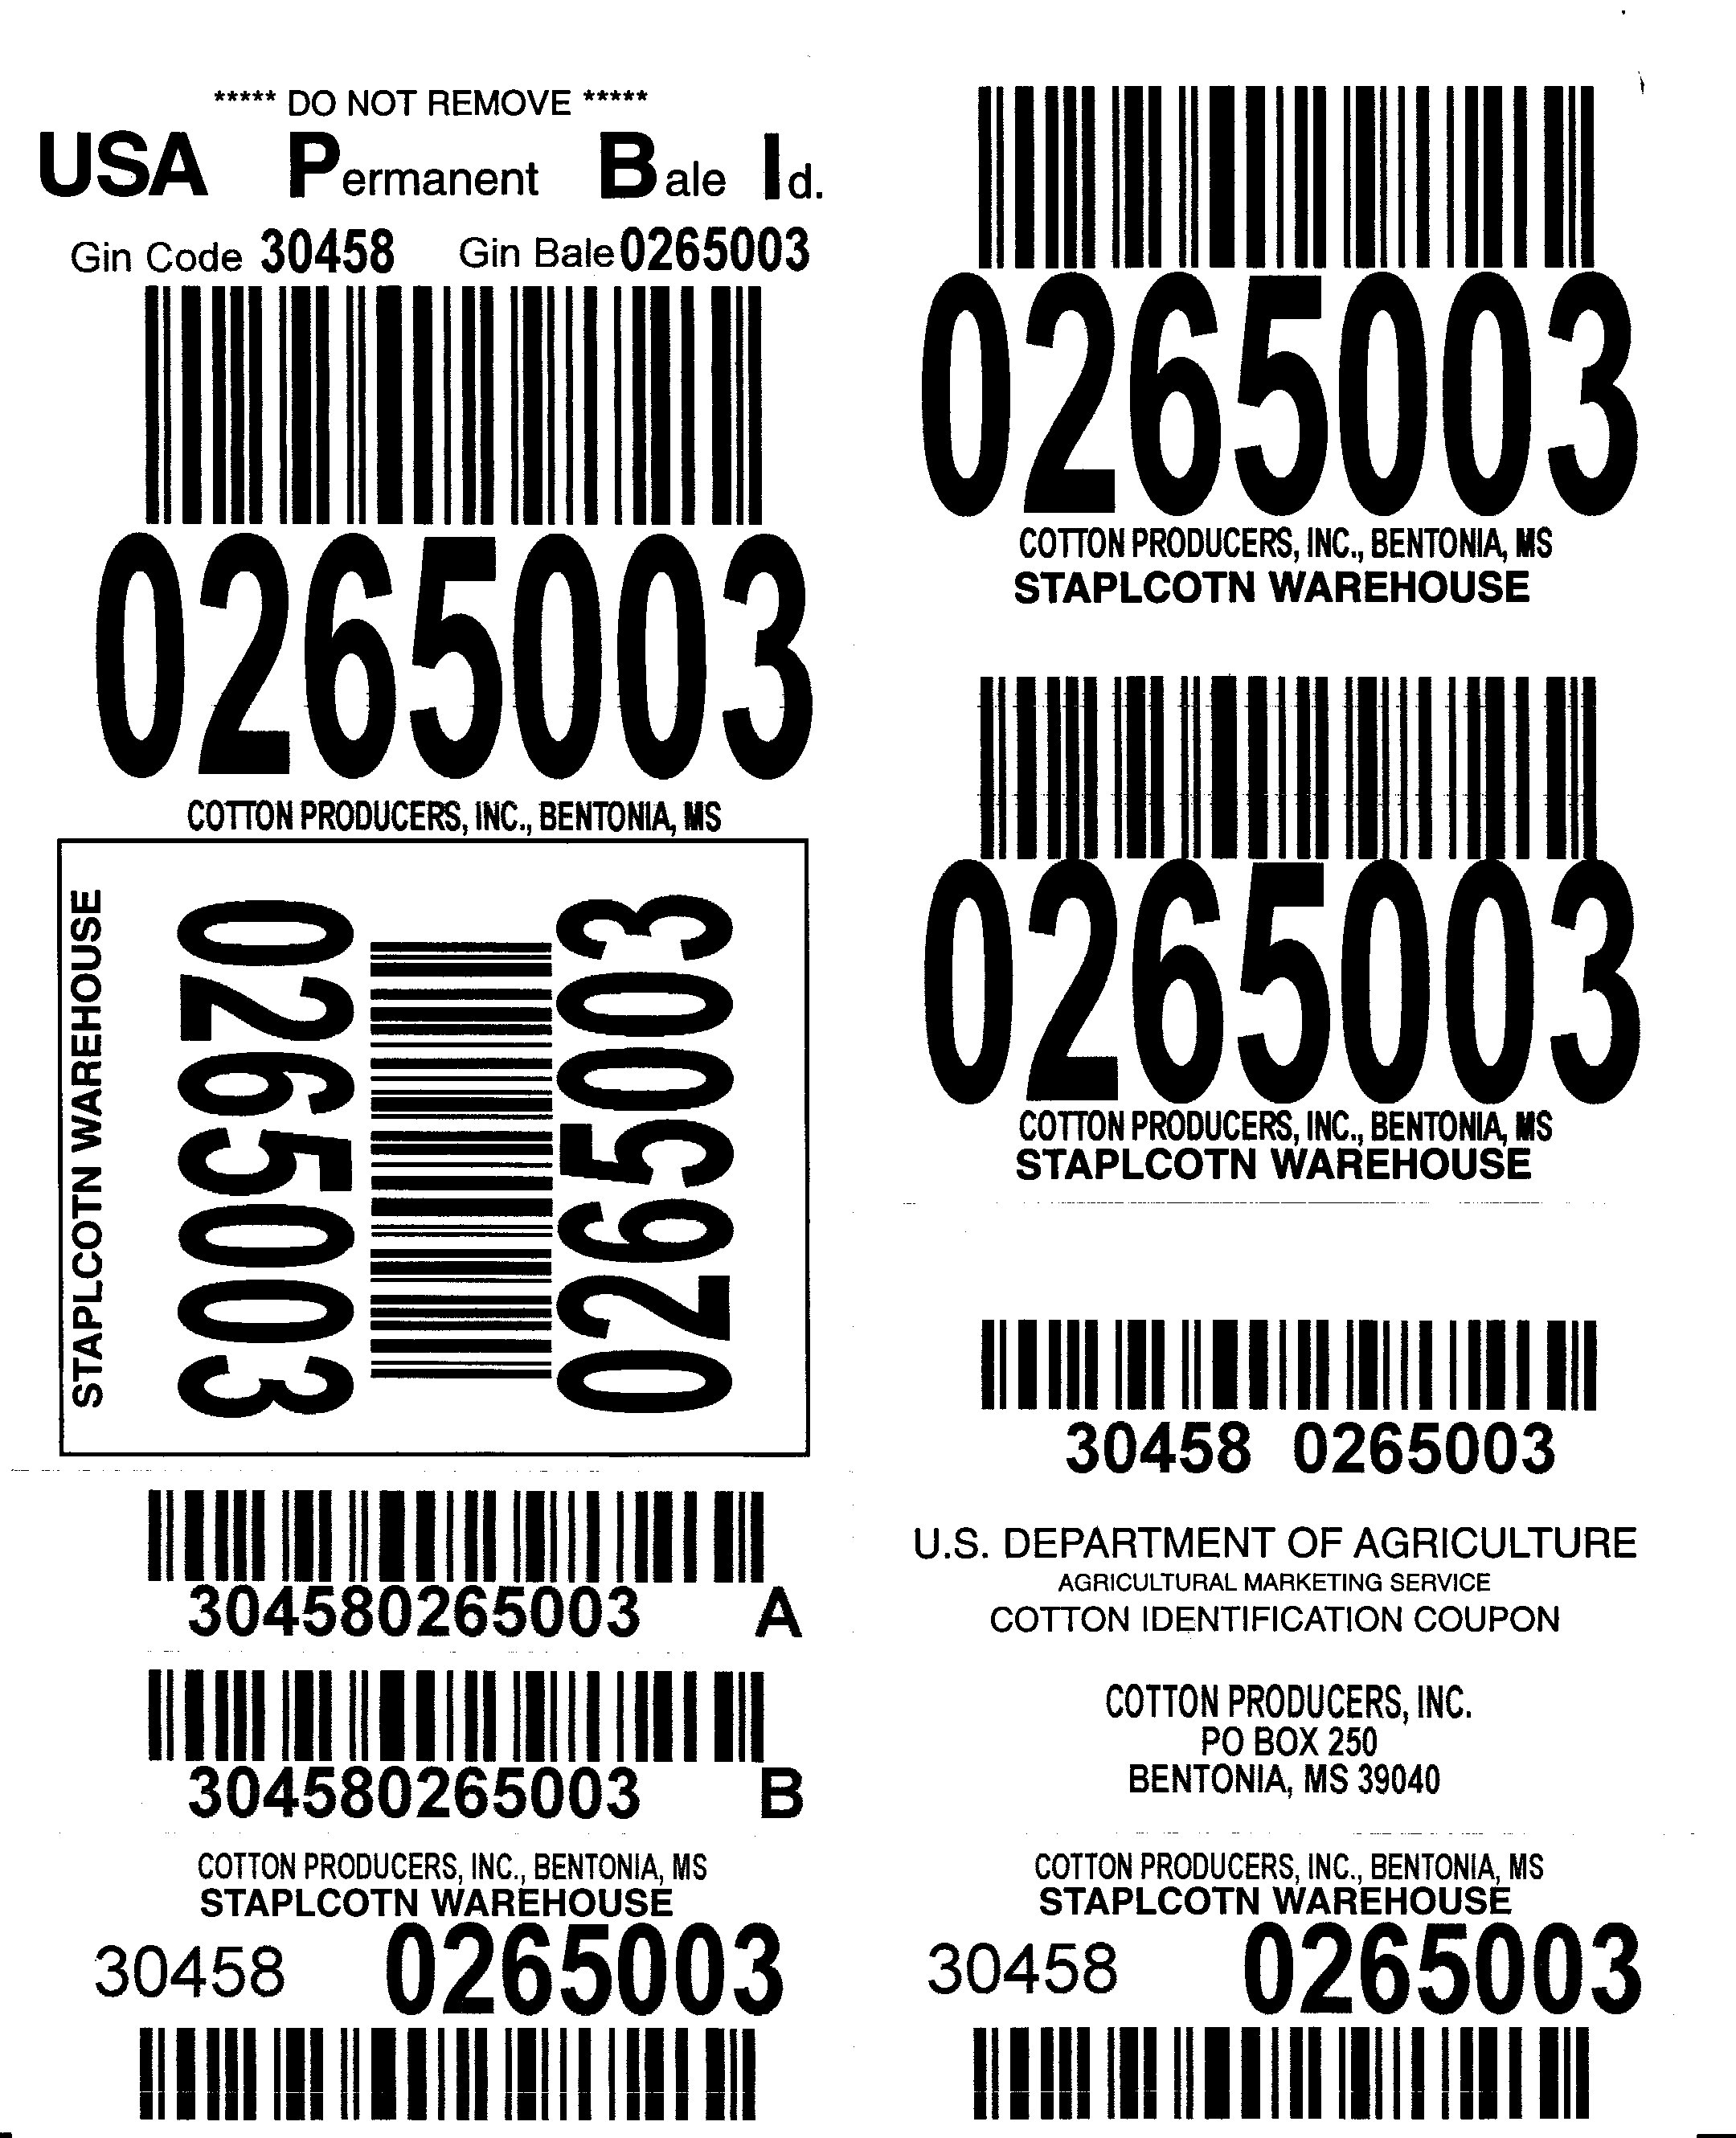 ***** DO NOT REMOVE *****
USA Permanent Bale Id.
Gin Code 30458 Gin Bale 0265003
0265003
COTTON PRODUCERS, INC., BENTONIA, MS
STAPLCOTN WAREHOUSE
0265003
0265003
304580265003 A
304580265003 B
COTTON PRODUCERS, INC., BENTONIA, MS
STAPLCOTN WAREHOUSE
30458 0265003
0265003
COTTON PRODUCERS, INC., BENTONIA, MS
STAPLCOTN WAREHOUSE
0265003
COTTON PRODUCERS, INC., BENTONIA, MS
STAPLCOTN WAREHOUSE
30458 0265003
U.S. DEPARTMENT OF AGRICULTURE
AGRICULTURAL MARKETING SERVICE
COTTON IDENTIFICATION COUPON
COTTON PRODUCERS, INC.
PO BOX 250
BENTONIA, MS 39040
COTTON PRODUCERS, INC., BENTONIA, MS
STAPLCOTN WAREHOUSE
30458 0265003